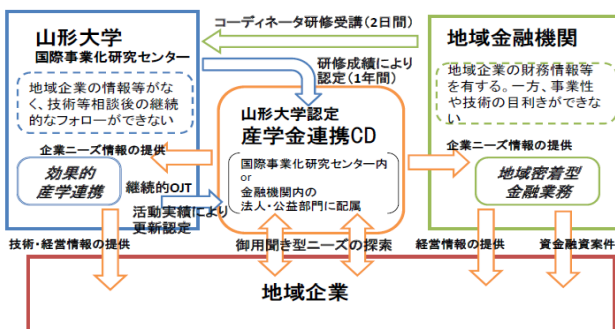 コーディネータ研修受講(2日間)
山形大学
国際事業化研究センター
地域企業の情報等が
なく、技術等相談後の継続
的なフォローができない
研修成績により
認定(1年間)
地域金融機関
地域企業の財務情報等
を有する。一方、事業性
や技術の目利きができな
い
山形大学認定
産学金連携CD
国際事業化研究センター内
or
金融機関内の
法人・公益部門に配属
企業ニーズ情報の提供
効果的
産学連携
継続的OJT
活動実績により
更新認定
企業ニーズ情報の提供
地域密着型
金融業務
技術・経営情報の提供
御用聞き型ニーズの探索
経営情報の提供
資金融資案件
地域企業